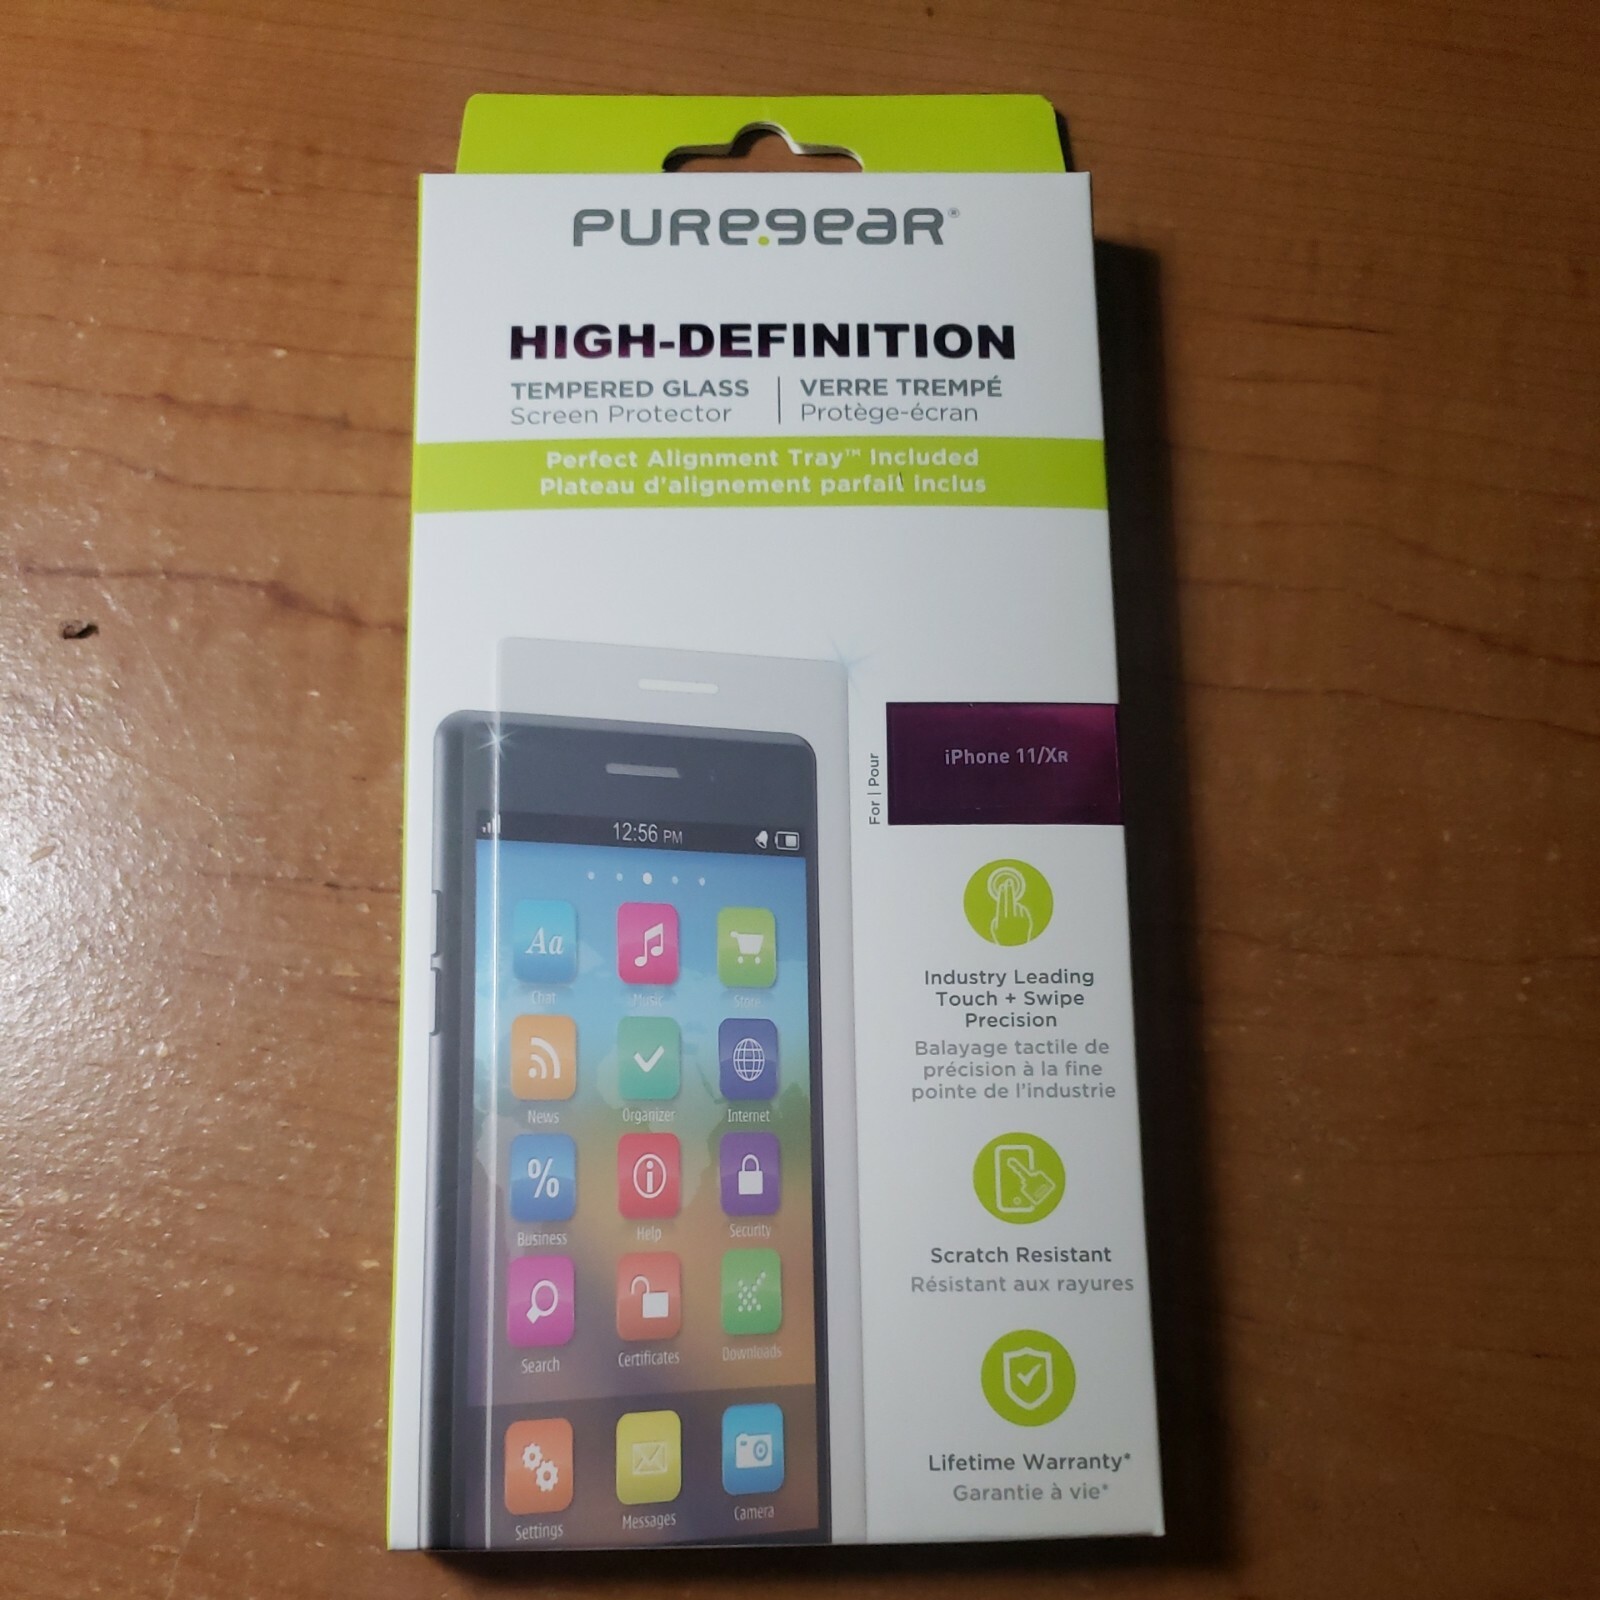 PUREGEAR®
HIGH-DEFINITION
TEMPERED GLASS
Screen Protector
VERRE TREMPÉ
Protège-écran
Perfect Alignment Tray™ Included
Plateau d'alignement parfait inclus
For | Pour
iPhone 11/XR
12:56 PM
Aa
Chat
Music
Store
News
Organizer
Internet
%
Business
Help
Security
Search
Certificates
Downloads
Settings
Messages
Camera
Industry Leading
Touch + Swipe
Precision
Balayage tactile de
précision à la fine
pointe de l'industrie
Scratch Resistant
Résistant aux rayures
Lifetime Warranty*
Garantie à vie*